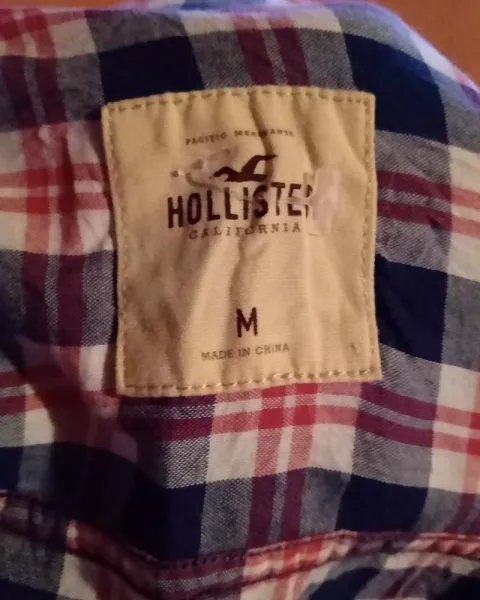 PACIFIC MERCHANTS
HOLLISTER
CALIFORNIA
M
MADE IN CHINA